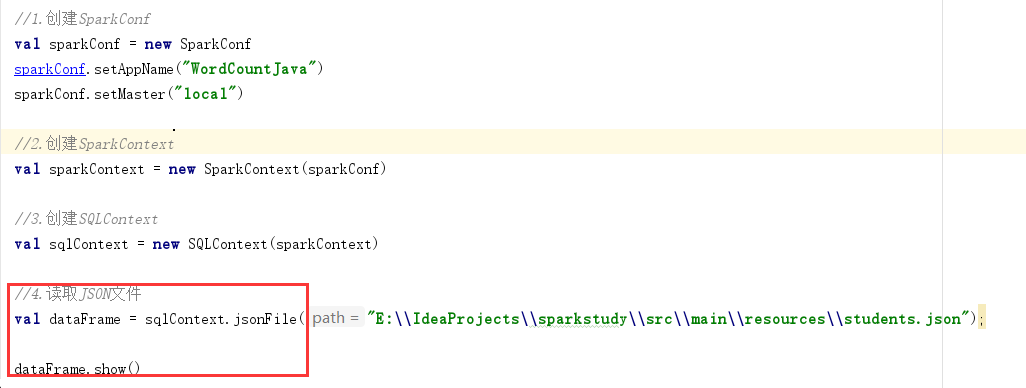 //1.创建SparkConf
val sparkConf = new SparkConf
sparkConf.setAppName("WordCountJava")
sparkConf.setMaster("local")
//2.创建SparkContext
val sparkContext = new SparkContext(sparkConf)
//3.创建SQLContext
val sqlContext = new SQLContext(sparkContext)
//4.读取JSON文件
val dataFrame = sqlContext.jsonFile( path = "E:\\IdeaProjects\\sparkstudy\\src\\main\\resources\\students.json");
dataFrame.show()